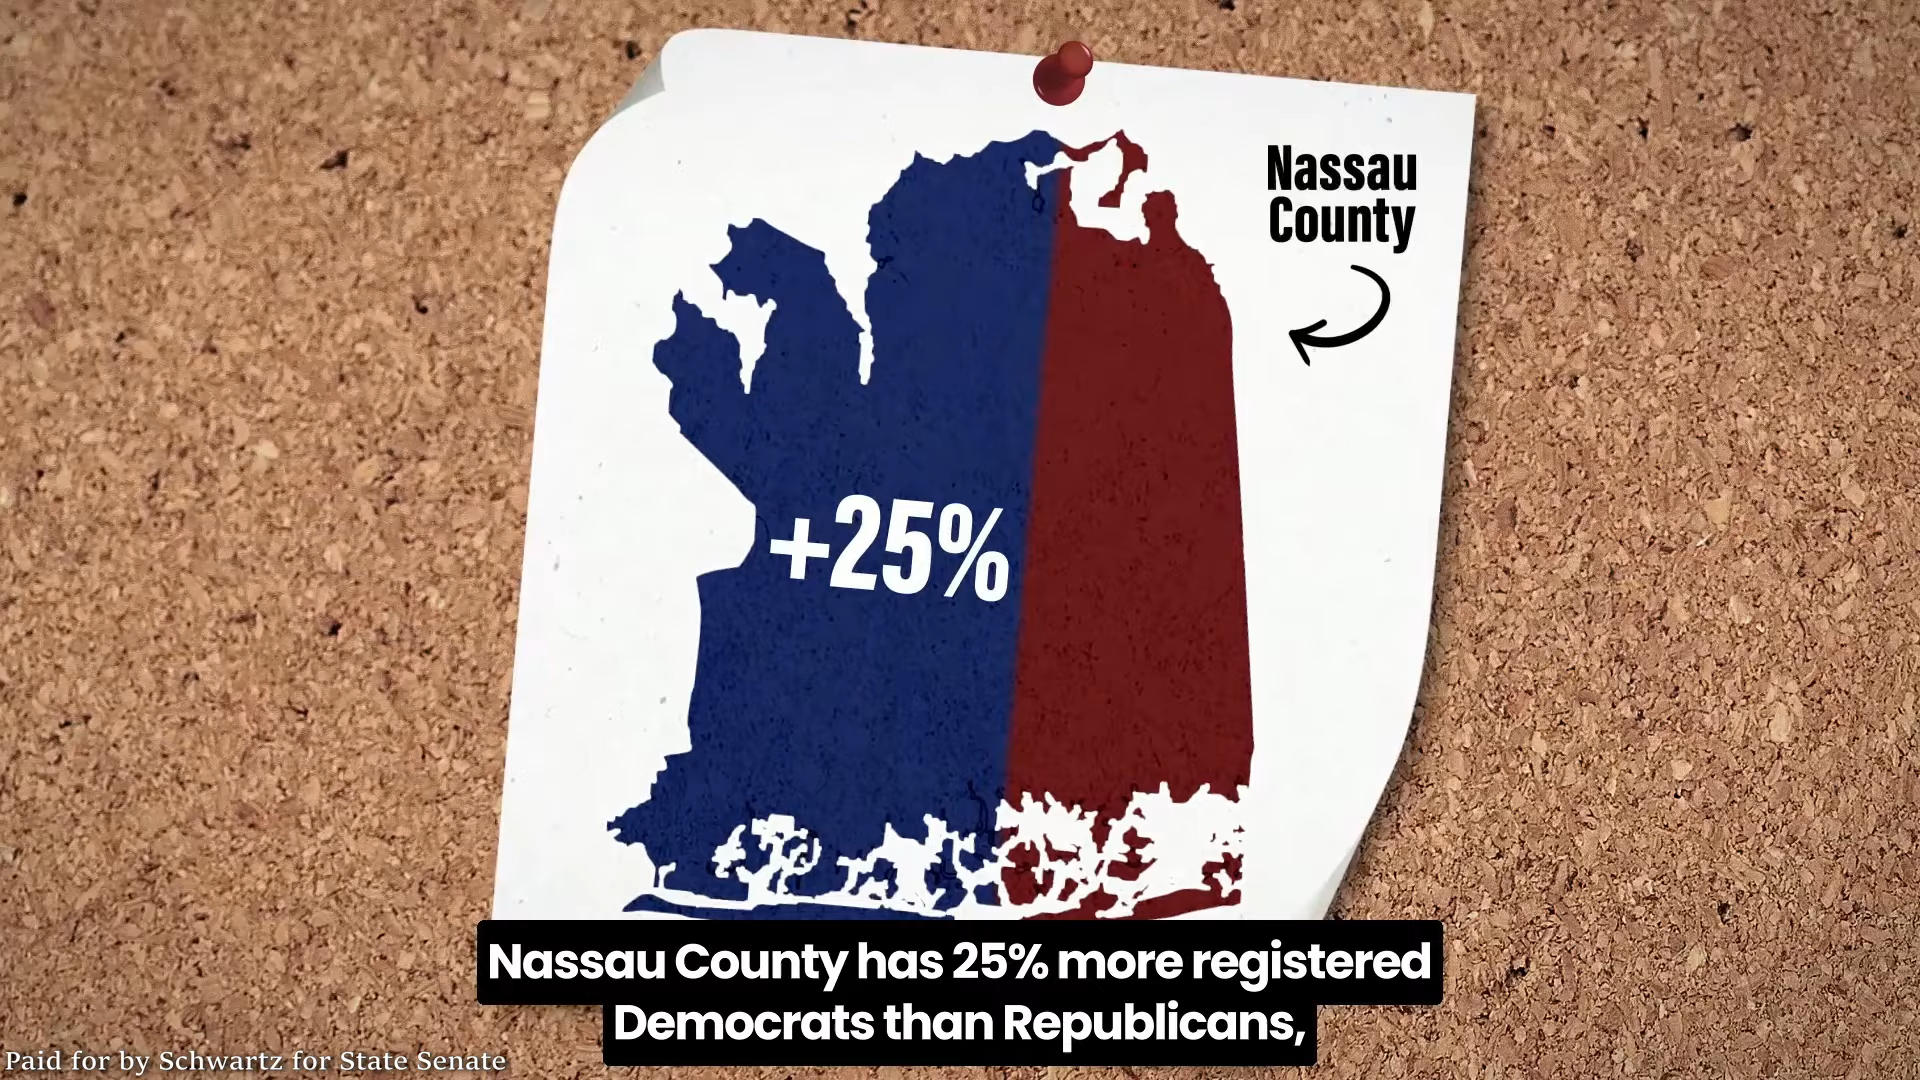 Nassau
County
+25%
Nassau County has 25% more registered
Democrats than Republicans,
Paid for by Schwartz for State Senate